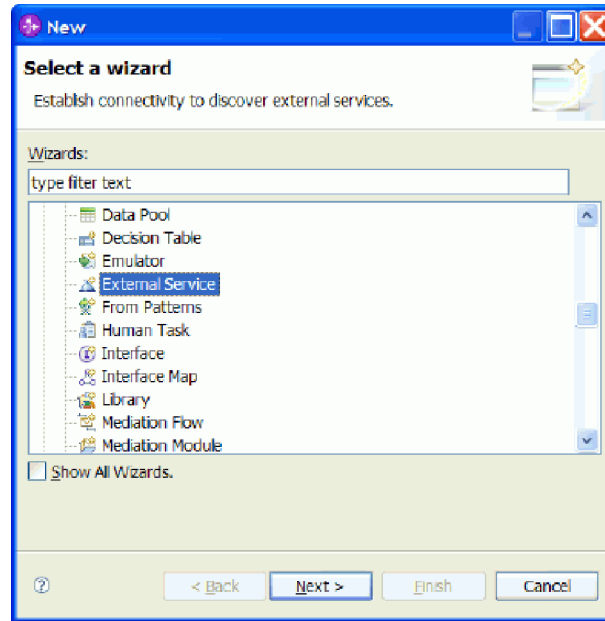 New
Select a wizard
Establish connectivity to discover external services.
Wizards:
type filter text
Data Pool
Decision Table
Emulator
External Service
From Patterns
Human Task
Interface
Interface Map
Library
Mediation Flow
Mediation Module
Show All Wizards.
< Back Next > Finish Cancel